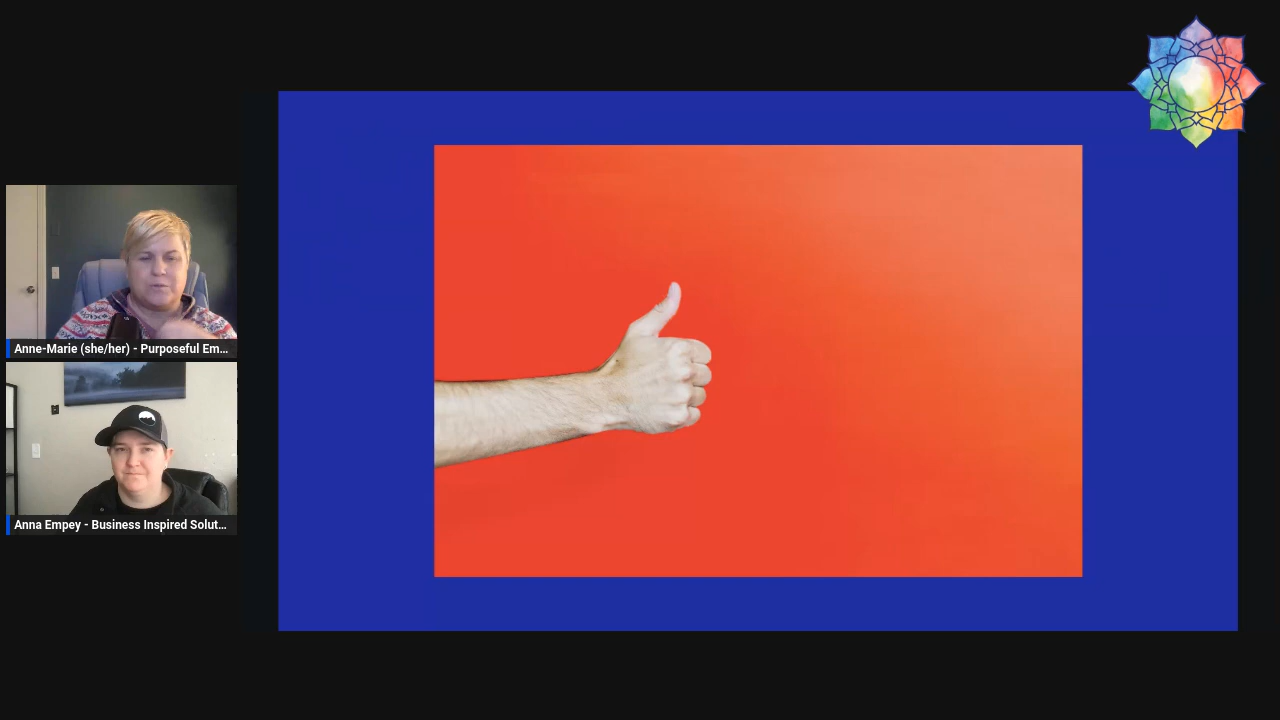 Anne-Marie (she/her) - Purposeful Em...
Anna Empey - Business Inspired Solut...